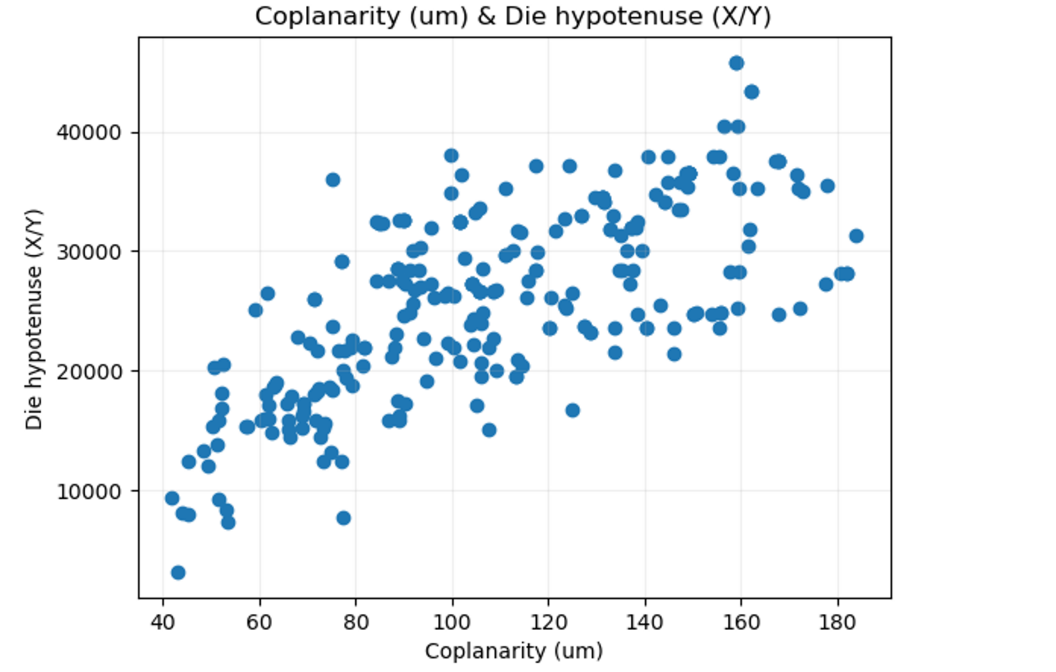 Coplanarity (um) & Die hypotenuse (X/Y)
Die hypotenuse (X/Y)
40000
30000
20000
10000
40 60 80 100 120 140 160 180
Coplanarity (um)